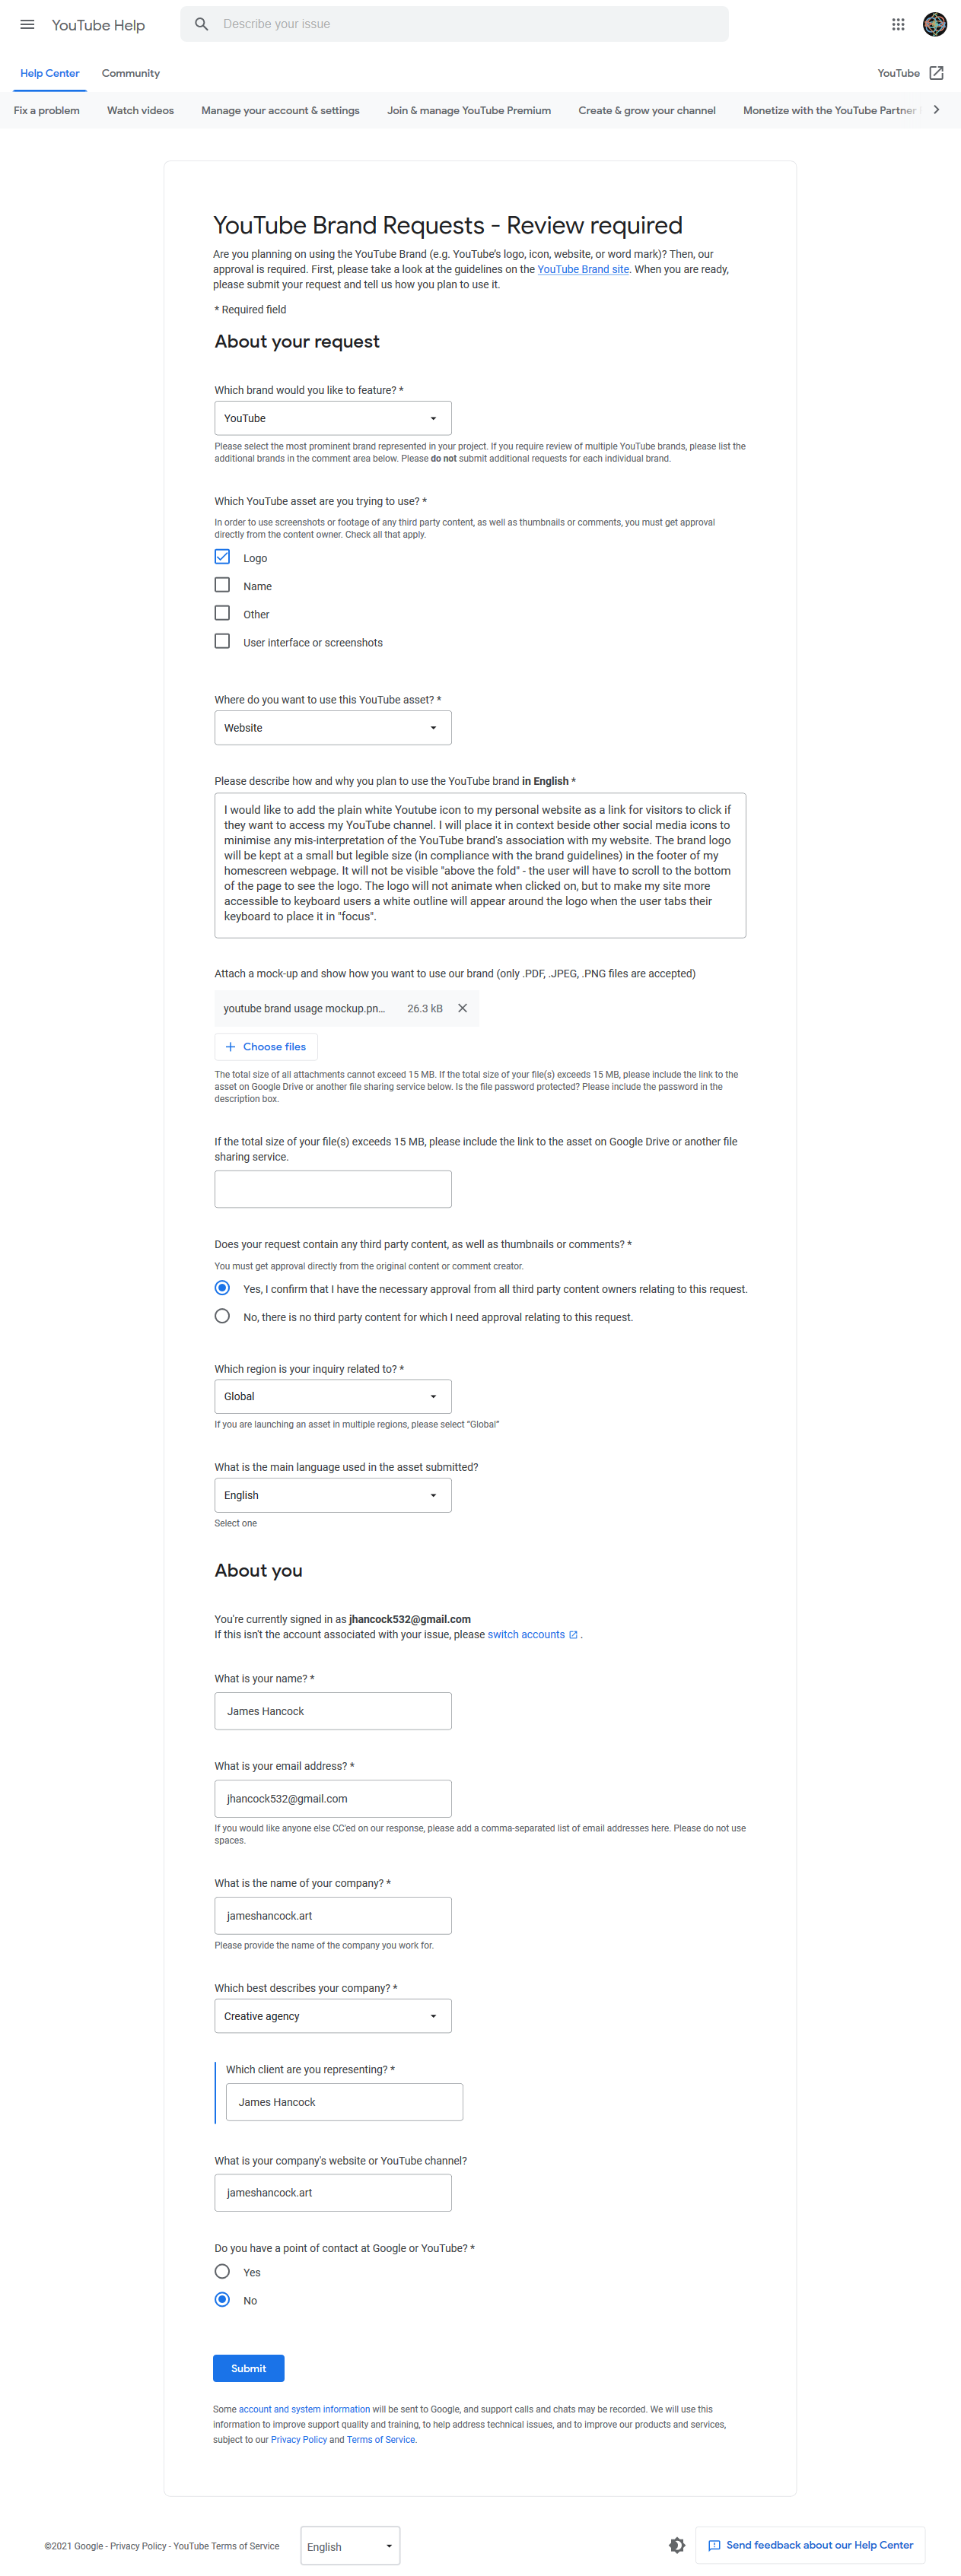 YouTube Help
Describe your issue
Help Center
Community
YouTube
Fix a problem
Watch videos
Manage your account & settings
Join & manage YouTube Premium
Create & grow your channel
Monetize with the YouTube Partner
YouTube Brand Requests - Review required
Are you planning on using the YouTube Brand (e.g. YouTube's logo, icon, website, or word mark)? Then, our
approval is required. First, please take a look at the guidelines on the YouTube Brand site. When you are ready,
please submit your request and tell us how you plan to use it.
* Required field
About your request
Which brand would you like to feature? *
YouTube
Please select the most prominent brand represented in your project. If you require review of multiple YouTube brands, please list the
additional brands in the comment area below. Please do not submit additional requests for each individual brand.
Which YouTube asset are you trying to use? *
In order to use screenshots or footage of any third party content, as well as thumbnails or comments, you must get approval
directly from the content owner. Check all that apply.
Logo
Name
Other
User interface or screenshots
Where do you want to use this YouTube asset? *
Website
Please describe how and why you plan to use the YouTube brand in English *
I would like to add the plain white Youtube icon to my personal website as a link for visitors to click if
they want to access my YouTube channel. I will place it in context beside other social media icons to
minimise any mis-interpretation of the YouTube brand's association with my website. The brand logo
will be kept at a small but legible size (in compliance with the brand guidelines) in the footer of my
homescreen webpage. It will not be visible "above the fold" - the user will have to scroll to the bottom
of the page to see the logo. The logo will not animate when clicked on, but to make my site more
accessible to keyboard users a white outline will appear around the logo when the user tabs their
keyboard to place it in "focus".
Attach a mock-up and show how you want to use our brand (only .PDF, .JPEG, .PNG files are accepted)
youtube brand usage mockup.pn... 26.3 kB
Choose files
The total size of all attachments cannot exceed 15 MB. If the total size of your file(s) exceeds 15 MB, please include the link to the
asset on Google Drive or another file sharing service below. Is the file password protected? Please include the password in the
description box.
If the total size of your file(s) exceeds 15 MB, please include the link to the asset on Google Drive or another file
sharing service.
Does your request contain any third party content, as well as thumbnails or comments? *
You must get approval directly from the original content or comment creator.
Yes, I confirm that I have the necessary approval from all third party content owners relating to this request.
No, there is no third party content for which I need approval relating to this request.
Which region is your inquiry related to? *
Global
If you are launching an asset in multiple regions, please select "Global"
What is the main language used in the asset submitted?
English
Select one
About you
You're currently signed in as jhancock532@gmail.com
If this isn't the account associated with your issue, please switch accounts .
What is your name? *
James Hancock
What is your email address? *
jhancock532@gmail.com
If you would like anyone else CC'ed on our response, please add a comma-separated list of email addresses here. Please do not use
spaces.
What is the name of your company? *
jameshancock.art
Please provide the name of the company you work for.
Which best describes your company? *
Creative agency
Which client are you representing? *
James Hancock
What is your company's website or YouTube channel?
jameshancock.art
Do you have a point of contact at Google or YouTube? *
Yes
No
Submit
Some account and system information will be sent to Google, and support calls and chats may be recorded. We will use this
information to improve support quality and training, to help address technical issues, and to improve our products and services,
subject to our Privacy Policy and Terms of Service.
©2021 Google - Privacy Policy - YouTube Terms of Service
English
Send feedback about our Help Center